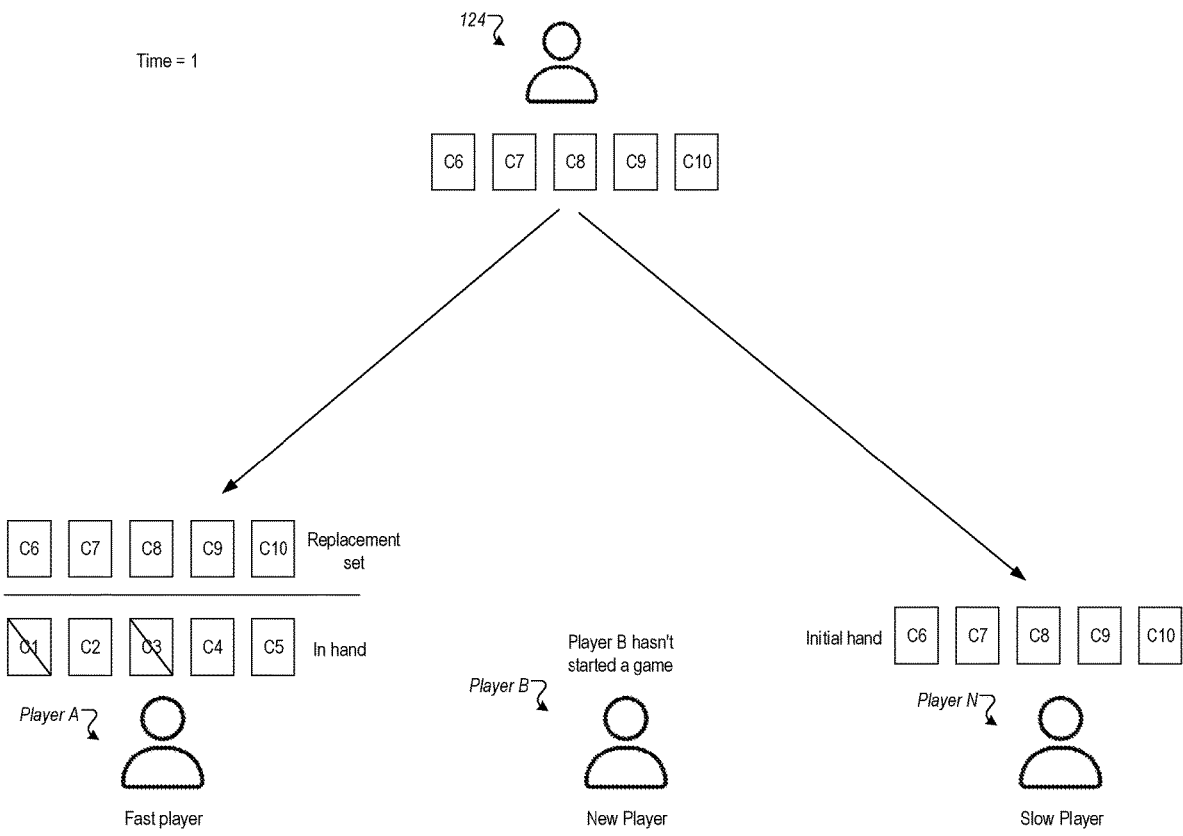 124
Time = 1
C6 C7 C8 C9 C10
C6 C7 C8 C9 C10 Replacement
set
C1 C2 C3 C4 C5 In hand
Player A
Fast player
Player B hasn't
started a game
Player B
New Player
Initial hand C6 C7 C8 C9 C10
Player N
Slow Player